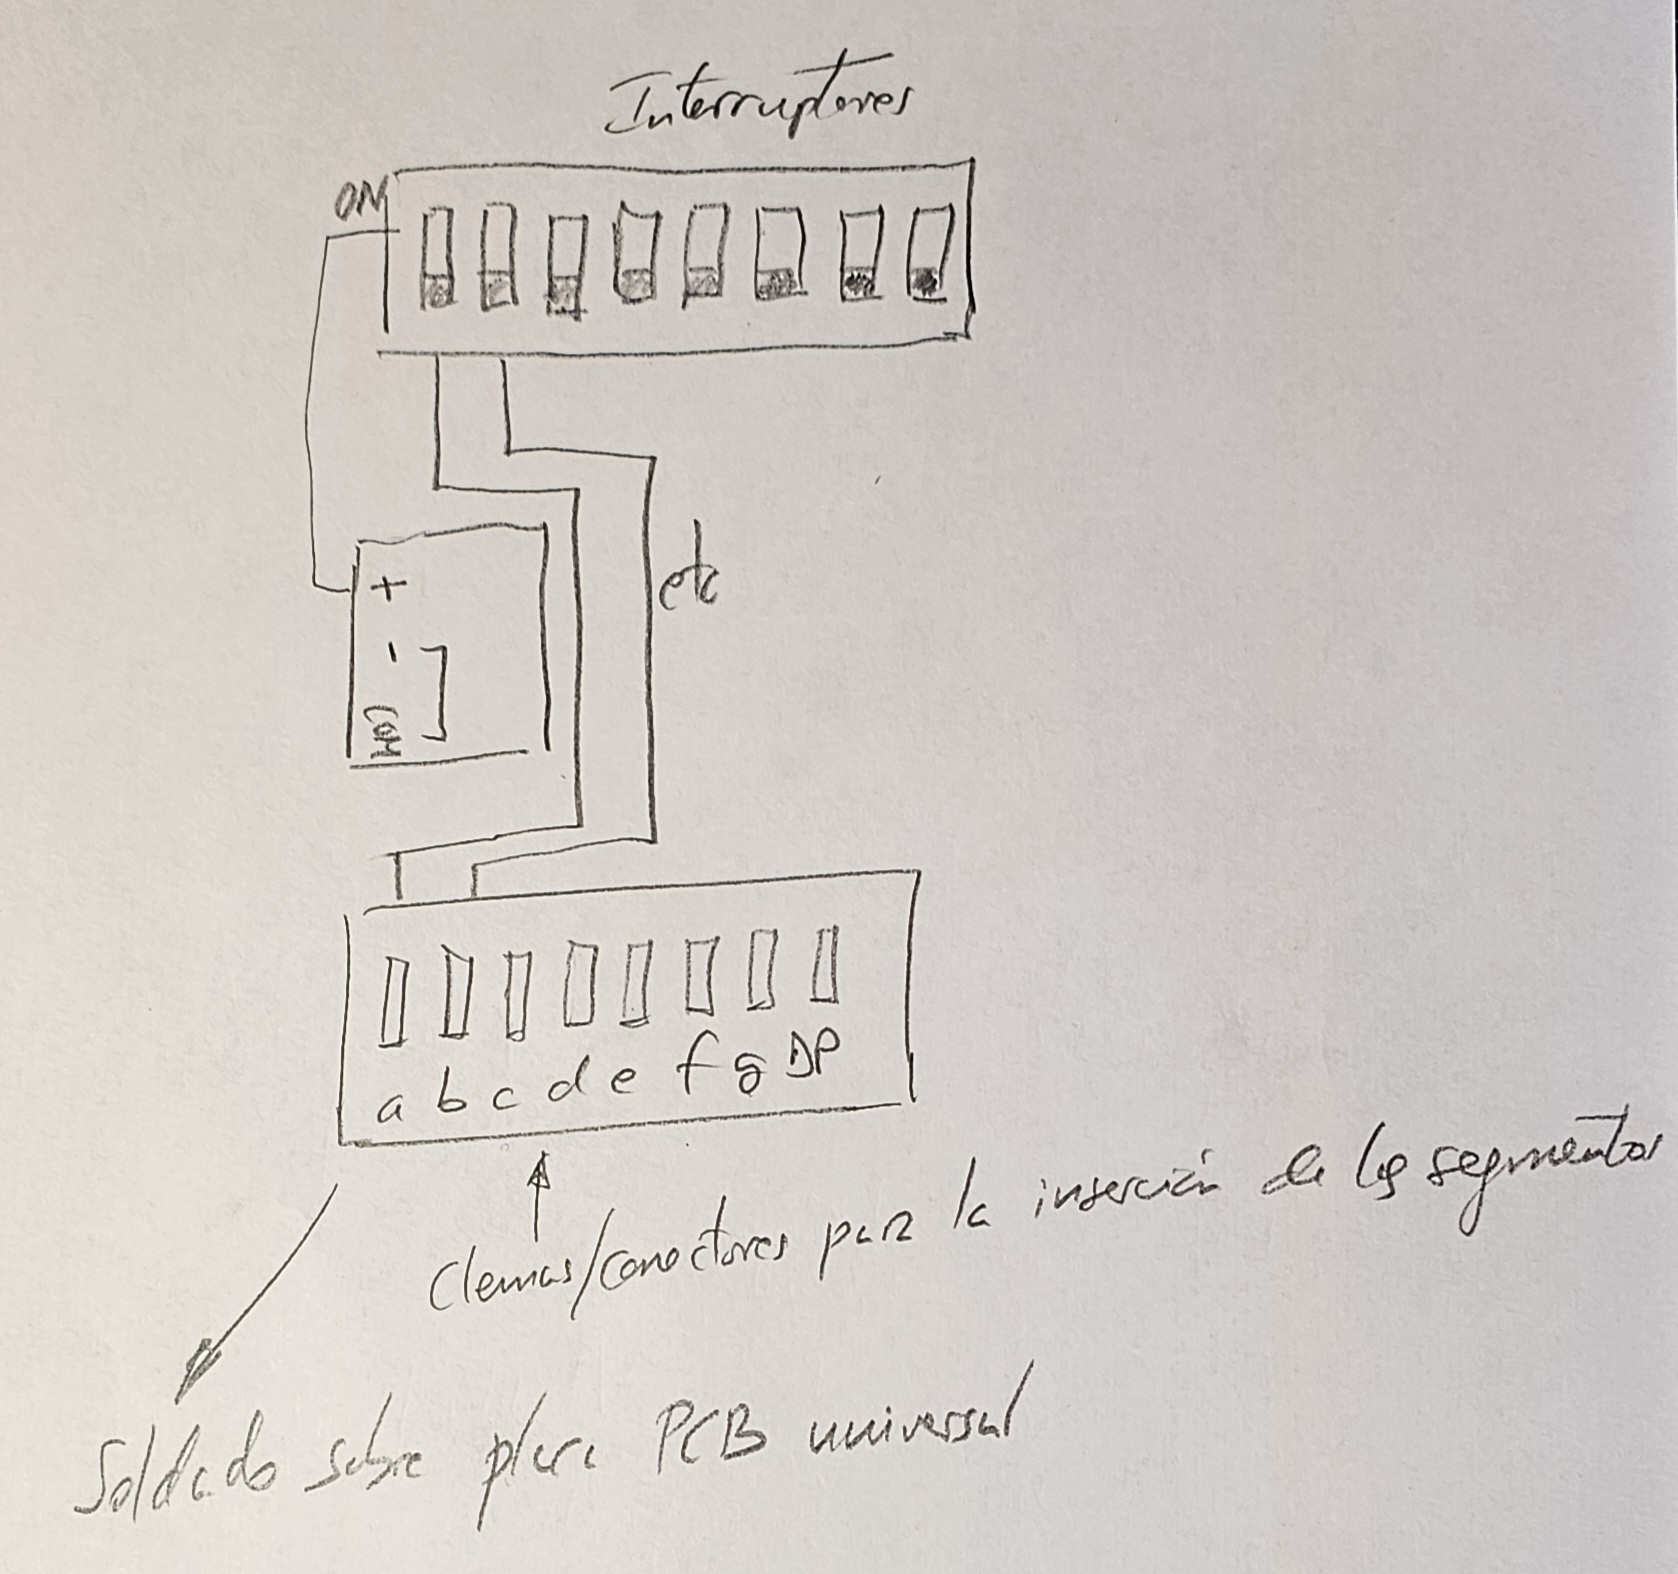 Interruptores
ON
etc
+
-
COM
a b c d e f g DP
Clemas/conectores para la inserción de los segmentos
Soldado sobre placa PCB universal